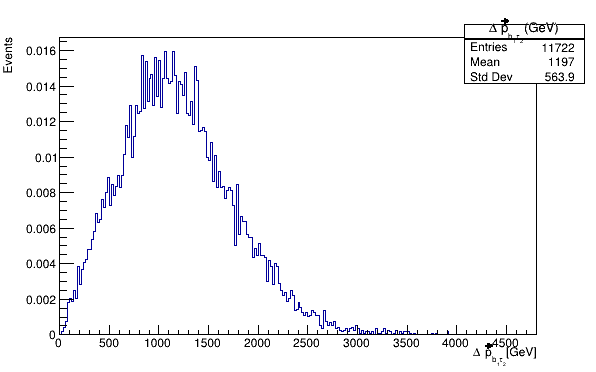 Δ p⃗ b₁τ₂ (GeV)
Entries 11722
Mean 1197
Std Dev 563.9
Events
0.016
0.014
0.012
0.01
0.008
0.006
0.004
0.002
0
0 500 1000 1500 2000 2500 3000 3500 4000 4500
Δ p⃗ b₁τ₂ [GeV]